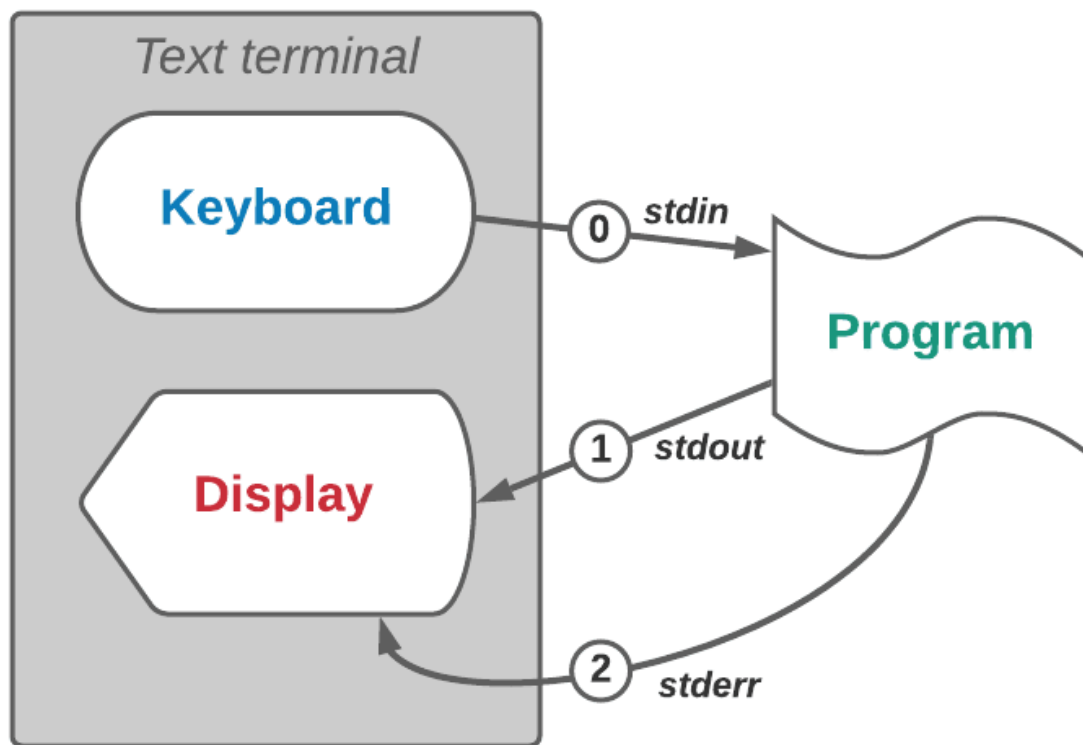 Text terminal
Keyboard
0
stdin
Program
1
stdout
Display
2
stderr